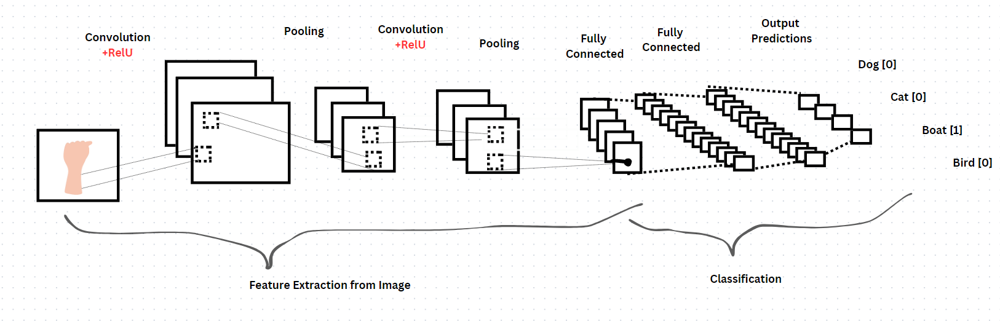 Convolution
+RelU
Pooling
Convolution
+RelU
Pooling
Fully
Connected
Fully
Connected
Output
Predictions
Dog [0]
Cat [0]
Boat [1]
Bird [0]
Feature Extraction from Image
Classification